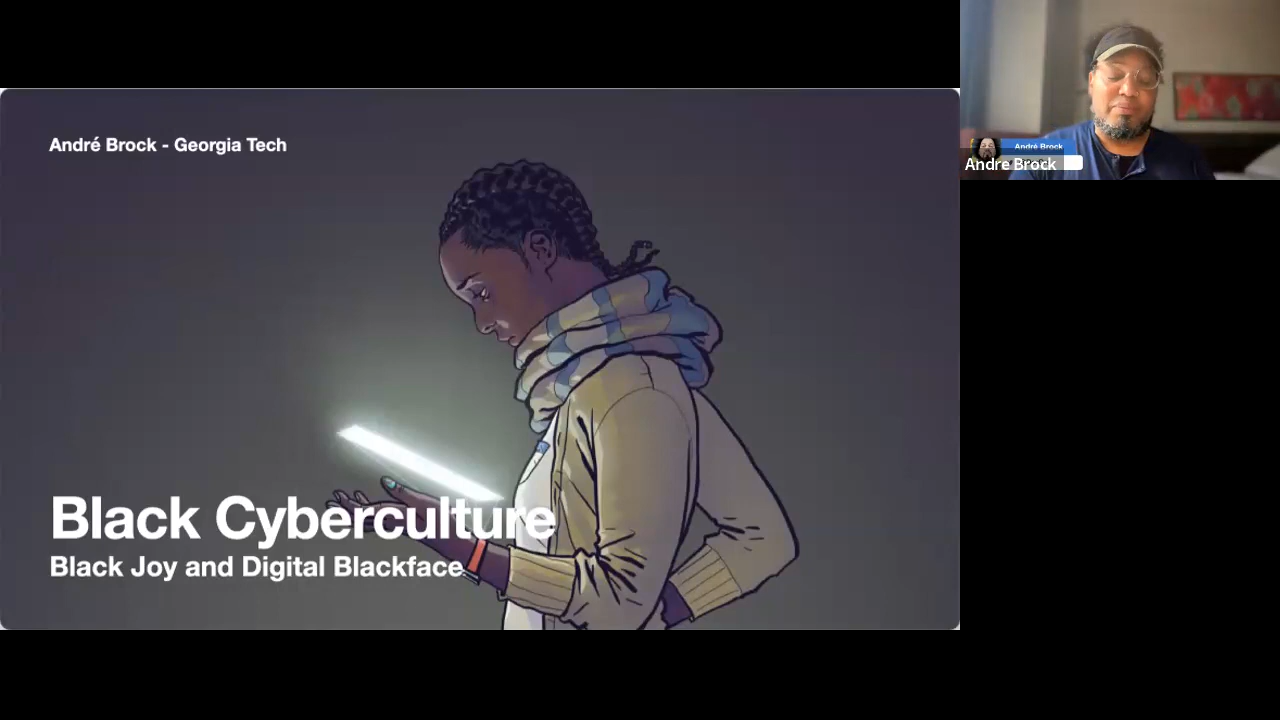 André Brock - Georgia Tech
Black Cyberculture
Black Joy and Digital Blackface
André Brock
Andre Brock